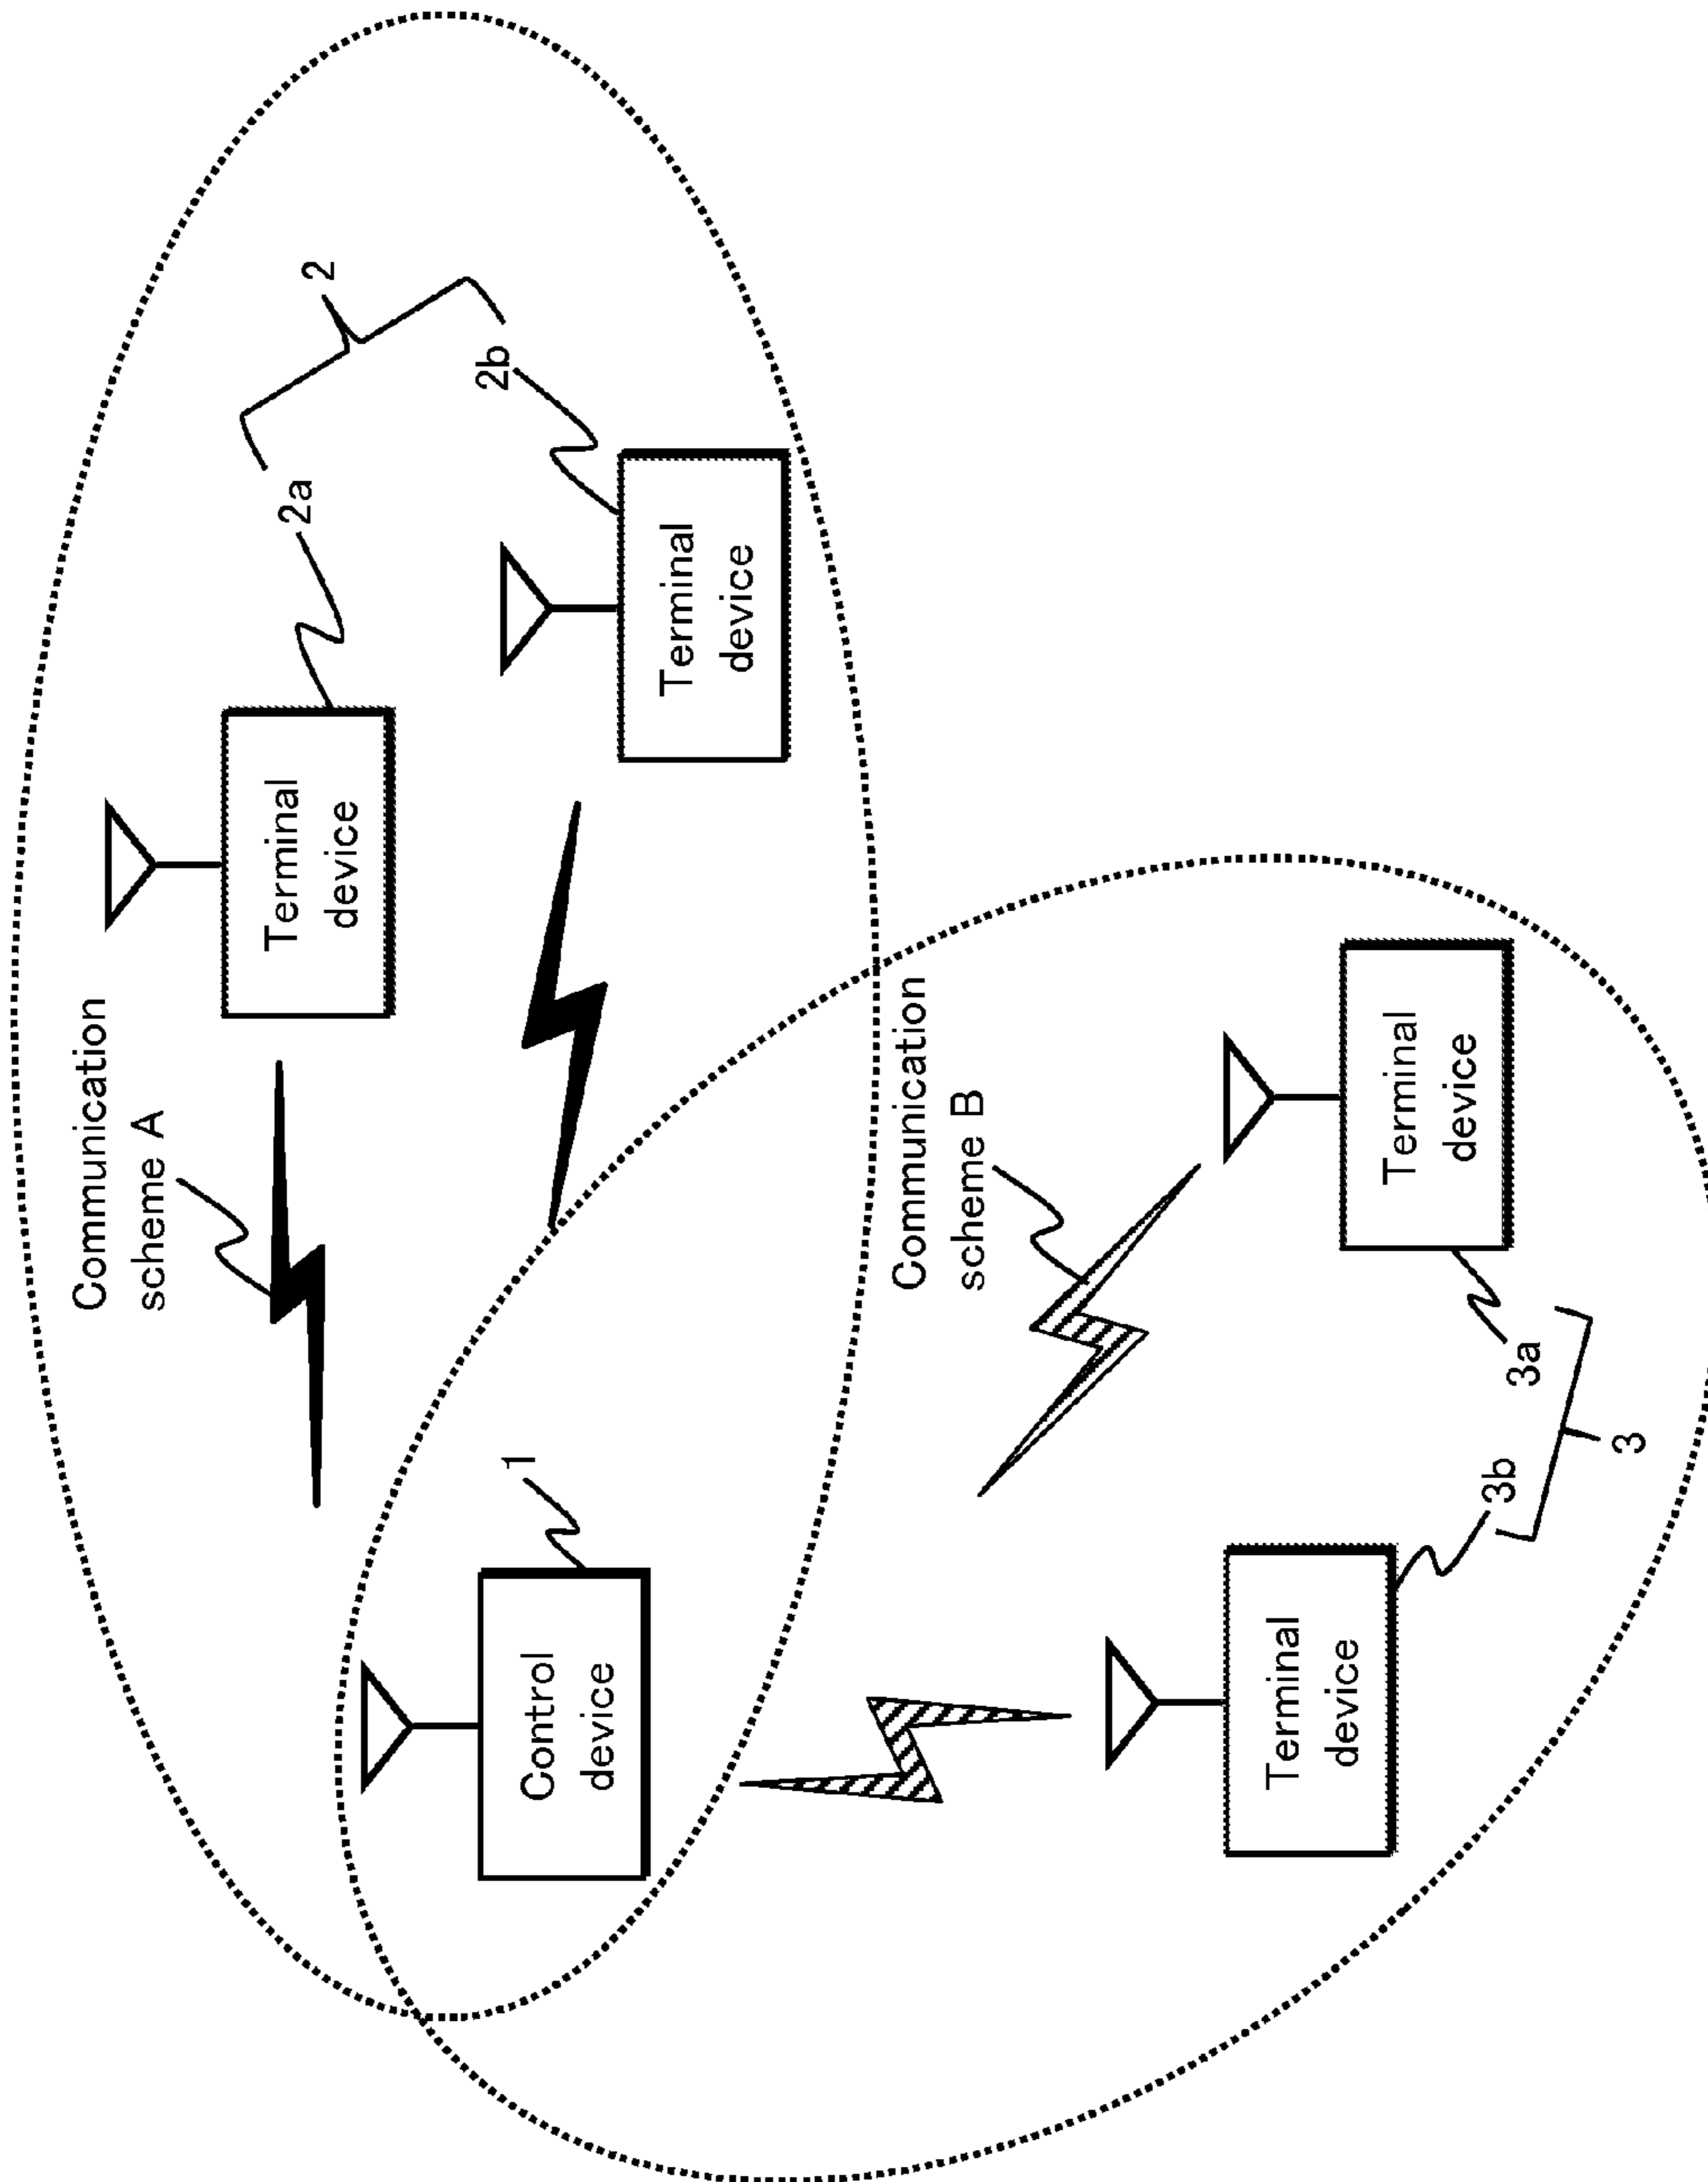 Communication
scheme A
Terminal
device
2a
2
2b
Terminal
device
Control
device
1
Communication
scheme B
Terminal
device
3b
3a
3
Terminal
device